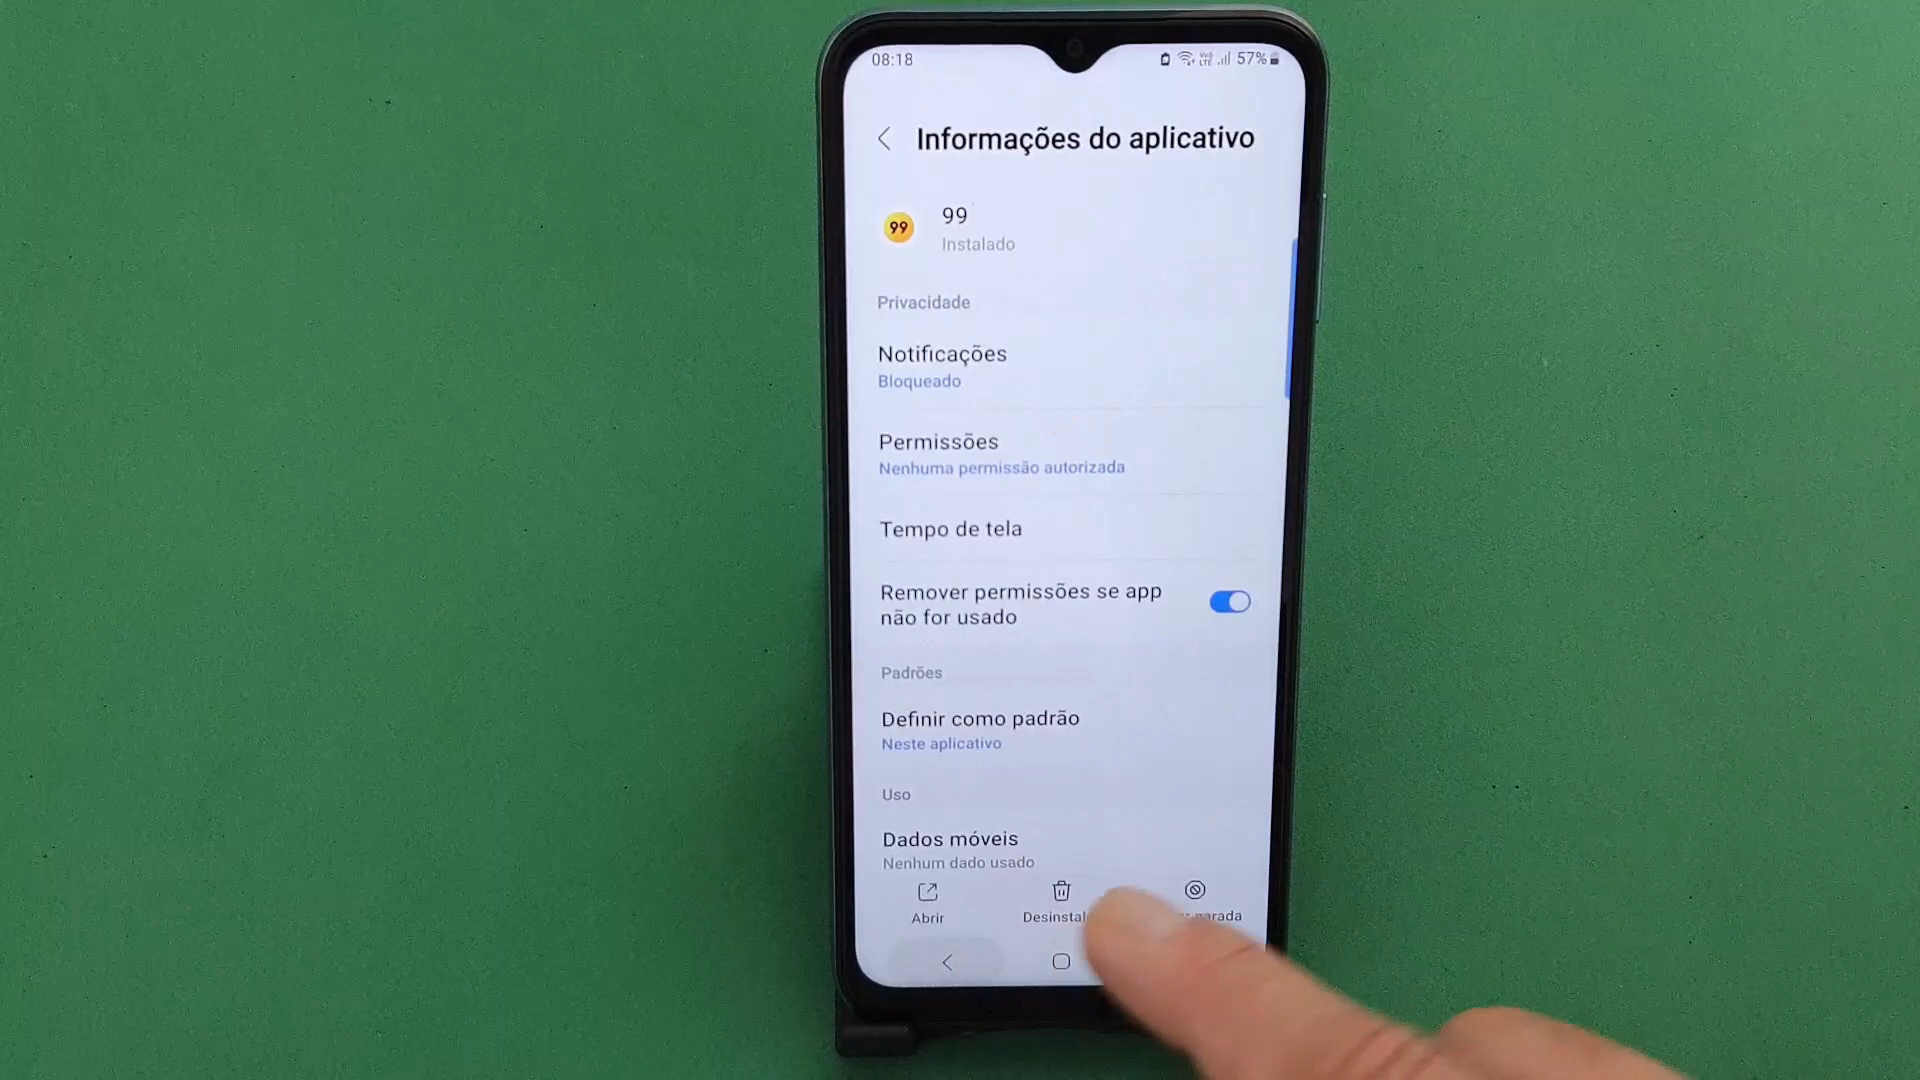 08:18
57%
Informações do aplicativo
99
99
Instalado
Privacidade
Notificações
Bloqueado
Permissões
Nenhuma permissão autorizada
Tempo de tela
Remover permissões se app
não for usado
Padrões
Definir como padrão
Neste aplicativo
Uso
Dados móveis
Nenhum dado usado
Abrir